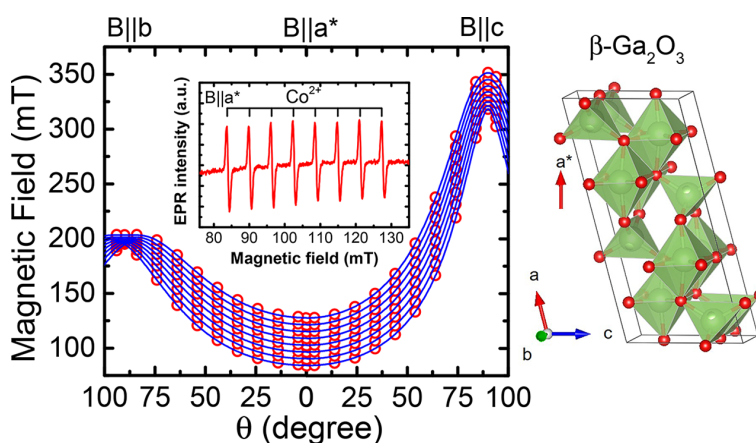 B||b B||a* B||c
β-Ga₂O₃
Magnetic Field (mT)
350
300
250
200
150
100
100 75 50 25 0 25 50 75 100
θ (degree)
B||a* Co²⁺
EPR intensity (a.u.)
80 90 100 110 120 130
Magnetic field (mT)
a*
a
b
c